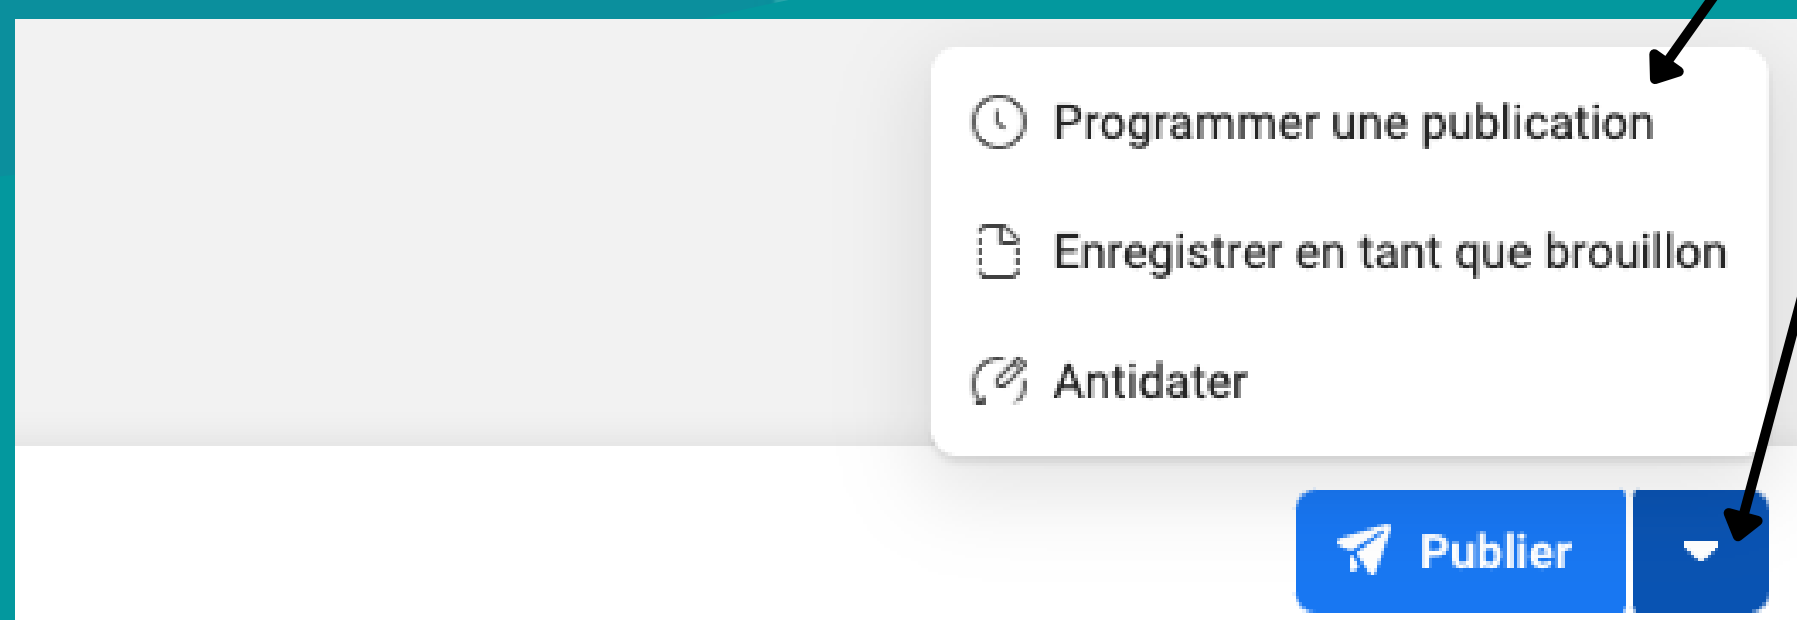 Programmer une publication
Enregistrer en tant que brouillon
Antidater
Publier